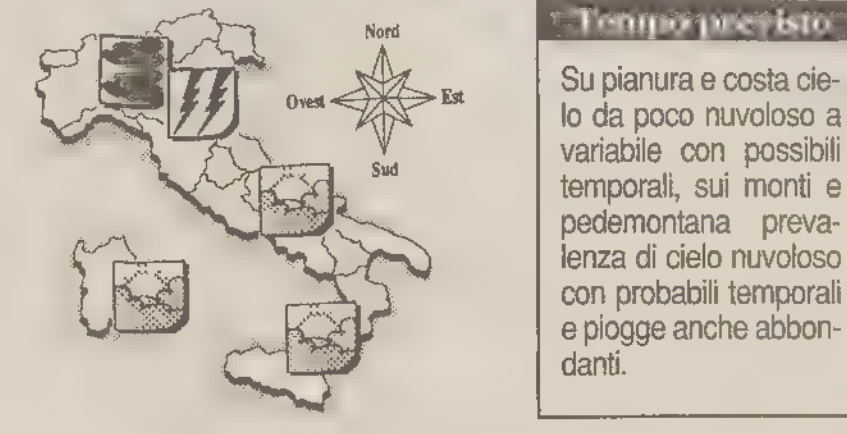 Nord
Ovest
Est
Sud
Tempo previsto
Su pianura e costa cie-
lo da poco nuvoloso a
variabile con possibili
temporali, sui monti e
pedemontana preva-
lenza di cielo nuvoloso
con probabili temporali
e piogge anche abbon-
danti.